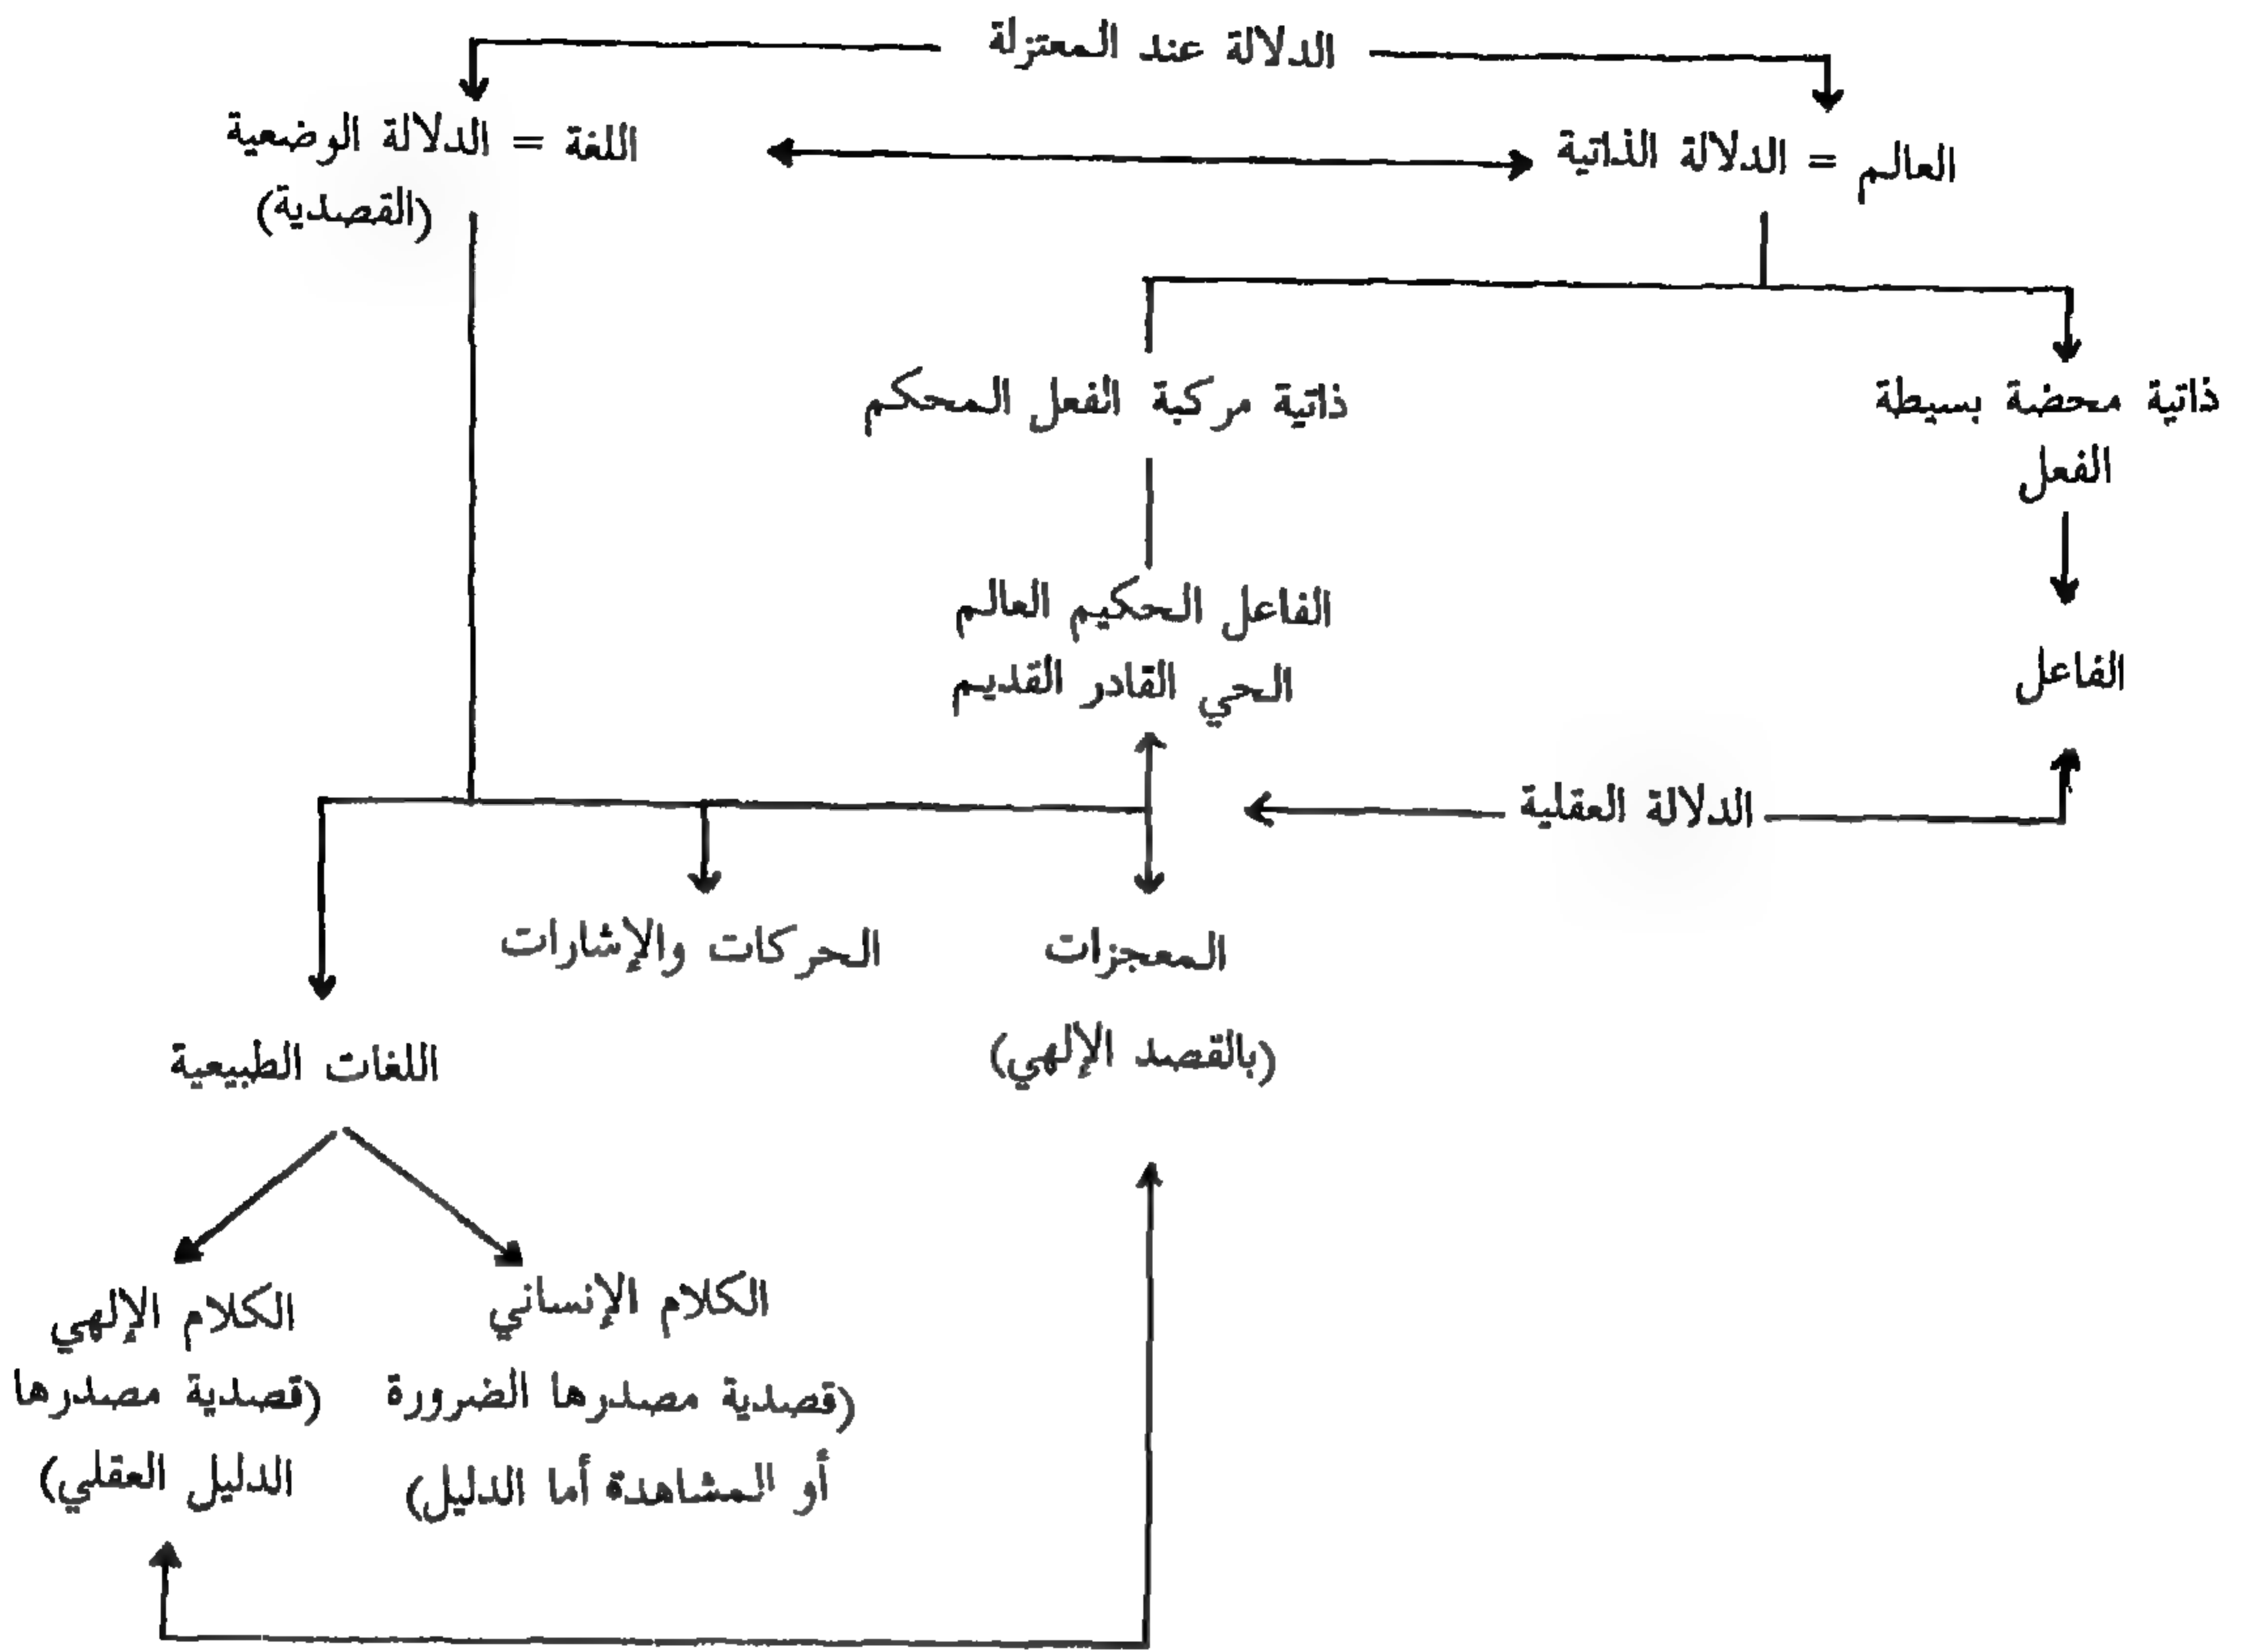 الدلالة عند المعتزلة
العالم = الدلالة الذاتية
اللغة = الدلالة الوضعية
(القصدية)
ذاتية محضة بسيطة
الفعل
ذاتية مركبة الفعل المحكم
الفاعل الحكيم العالم
الحي القادر القديم
الفاعل
الدلالة العقلية
المعجزات
(بالقصد الإلهي)
الحركات والإشارات
اللغات الطبيعية
الكلام الإنساني
(قصدية مصدرها الضرورة
أو المشاهدة أما الدليل)
الكلام الإلهي
(قصدية مصدرها
الدليل العقلي)